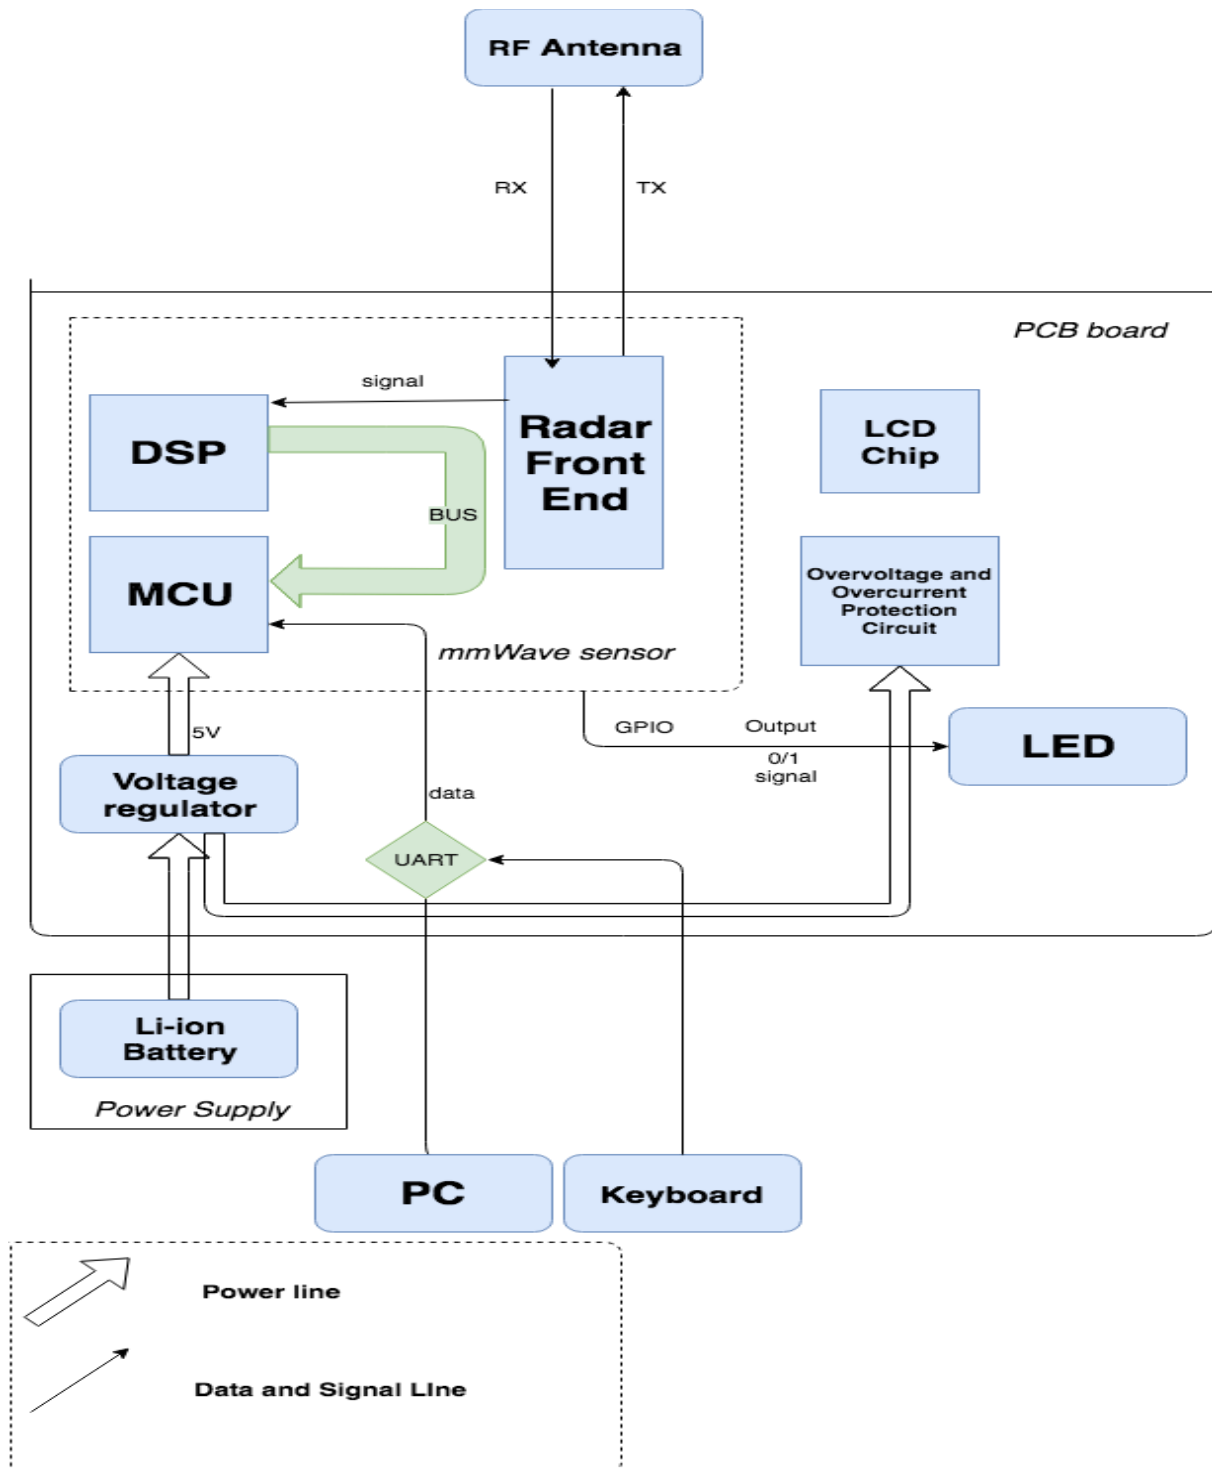 RF Antenna
RX
TX
PCB board
signal
DSP
Radar
Front
End
LCD
Chip
BUS
MCU
Overvoltage and
Overcurrent
Protection
Circuit
mmWave sensor
5V
GPIO
Output
0/1
signal
LED
Voltage
regulator
data
UART
Li-ion
Battery
Power Supply
PC
Keyboard
Power line
Data and Signal LIne